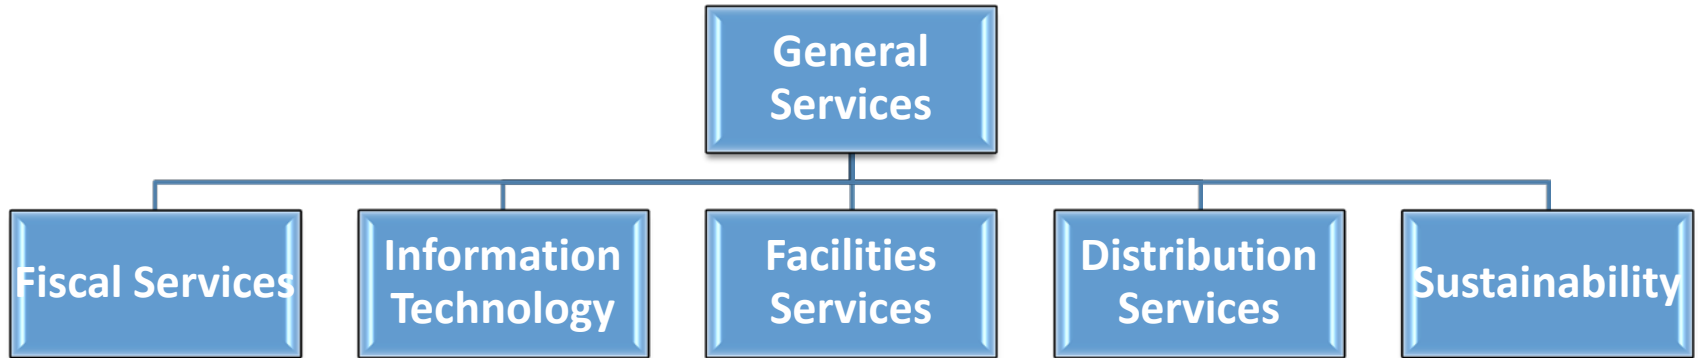 General
Services
Fiscal Services
Information
Technology
Facilities
Services
Distribution
Services
Sustainability